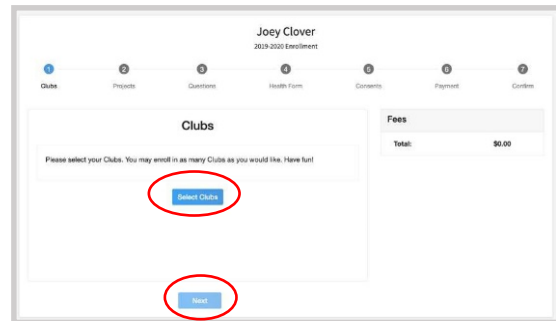 Joey Clover
2019-2020 Enrollment
1 2 3 4 5 6 7
Clubs Projects Questions Health Form Consents Payment Confirm
Clubs
Please select your Clubs. You may enroll in as many Clubs as you would like. Have fun!
Select Clubs
Next
Fees
Total: $0.00